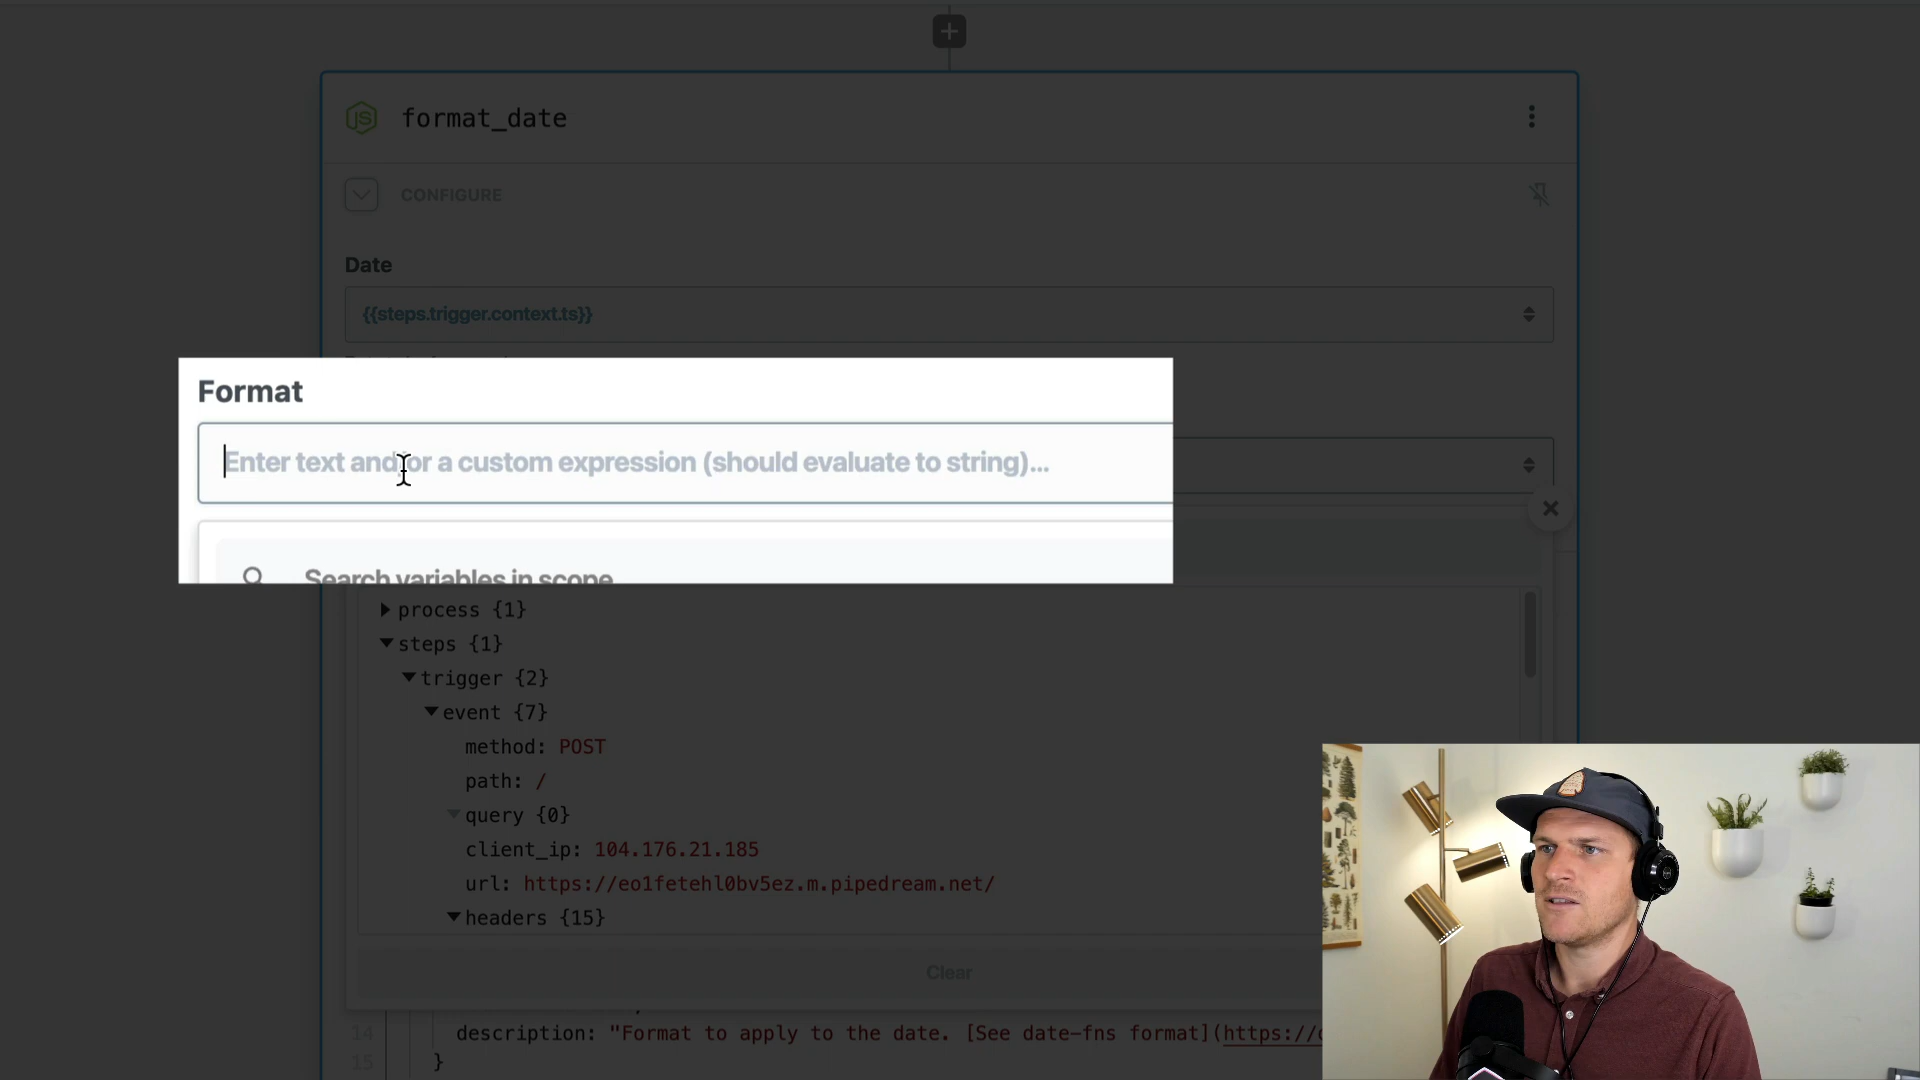 format_date
CONFIGURE
Date
{{steps.trigger.context.ts}}
Format
Enter text and/or a custom expression (should evaluate to string)...
Search variables in scope
process {1}
steps {1}
trigger {2}
event {7}
method: POST
path: /
query {0}
client_ip: 104.176.21.185
url: https://eo1fetehl0bv5ez.m.pipedream.net/
headers {15}
Clear
14 description: "Format to apply to the date. [See date-fns format](https://
15 }